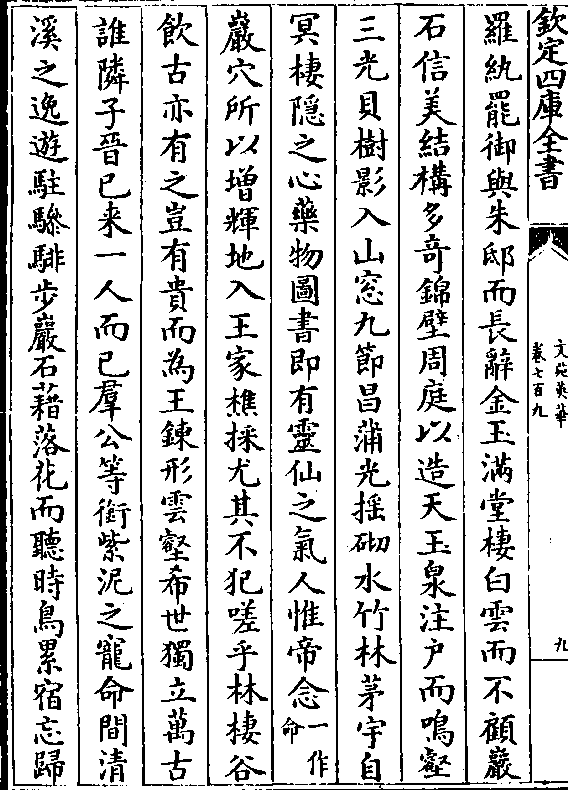 欽定四庫全書
文苑英華
卷七百九
九
羅紈罷御與朱邸而長辭金玉滿堂棲白雲而不顧巖
石信美結構多奇錦壁周庭以造天玉泉注户而鳴壑
三光貝樹影入山窓九節昌蒲光揺砌水竹林茅宇自
冥棲隐之心藥物圖書即有靈仙之氣人惟帝念一作命
巖穴所以增輝地入王家樵採尤其不犯嗟乎林棲谷
飲古亦有之豈有貴而為王鍊形雲壑希世獨立萬古
誰隣子晉已来一人而已羣公等銜紫泥之寵命間清
溪之逸遊駐驂騑步巖石藉落花而聽時鳥累宿忘歸